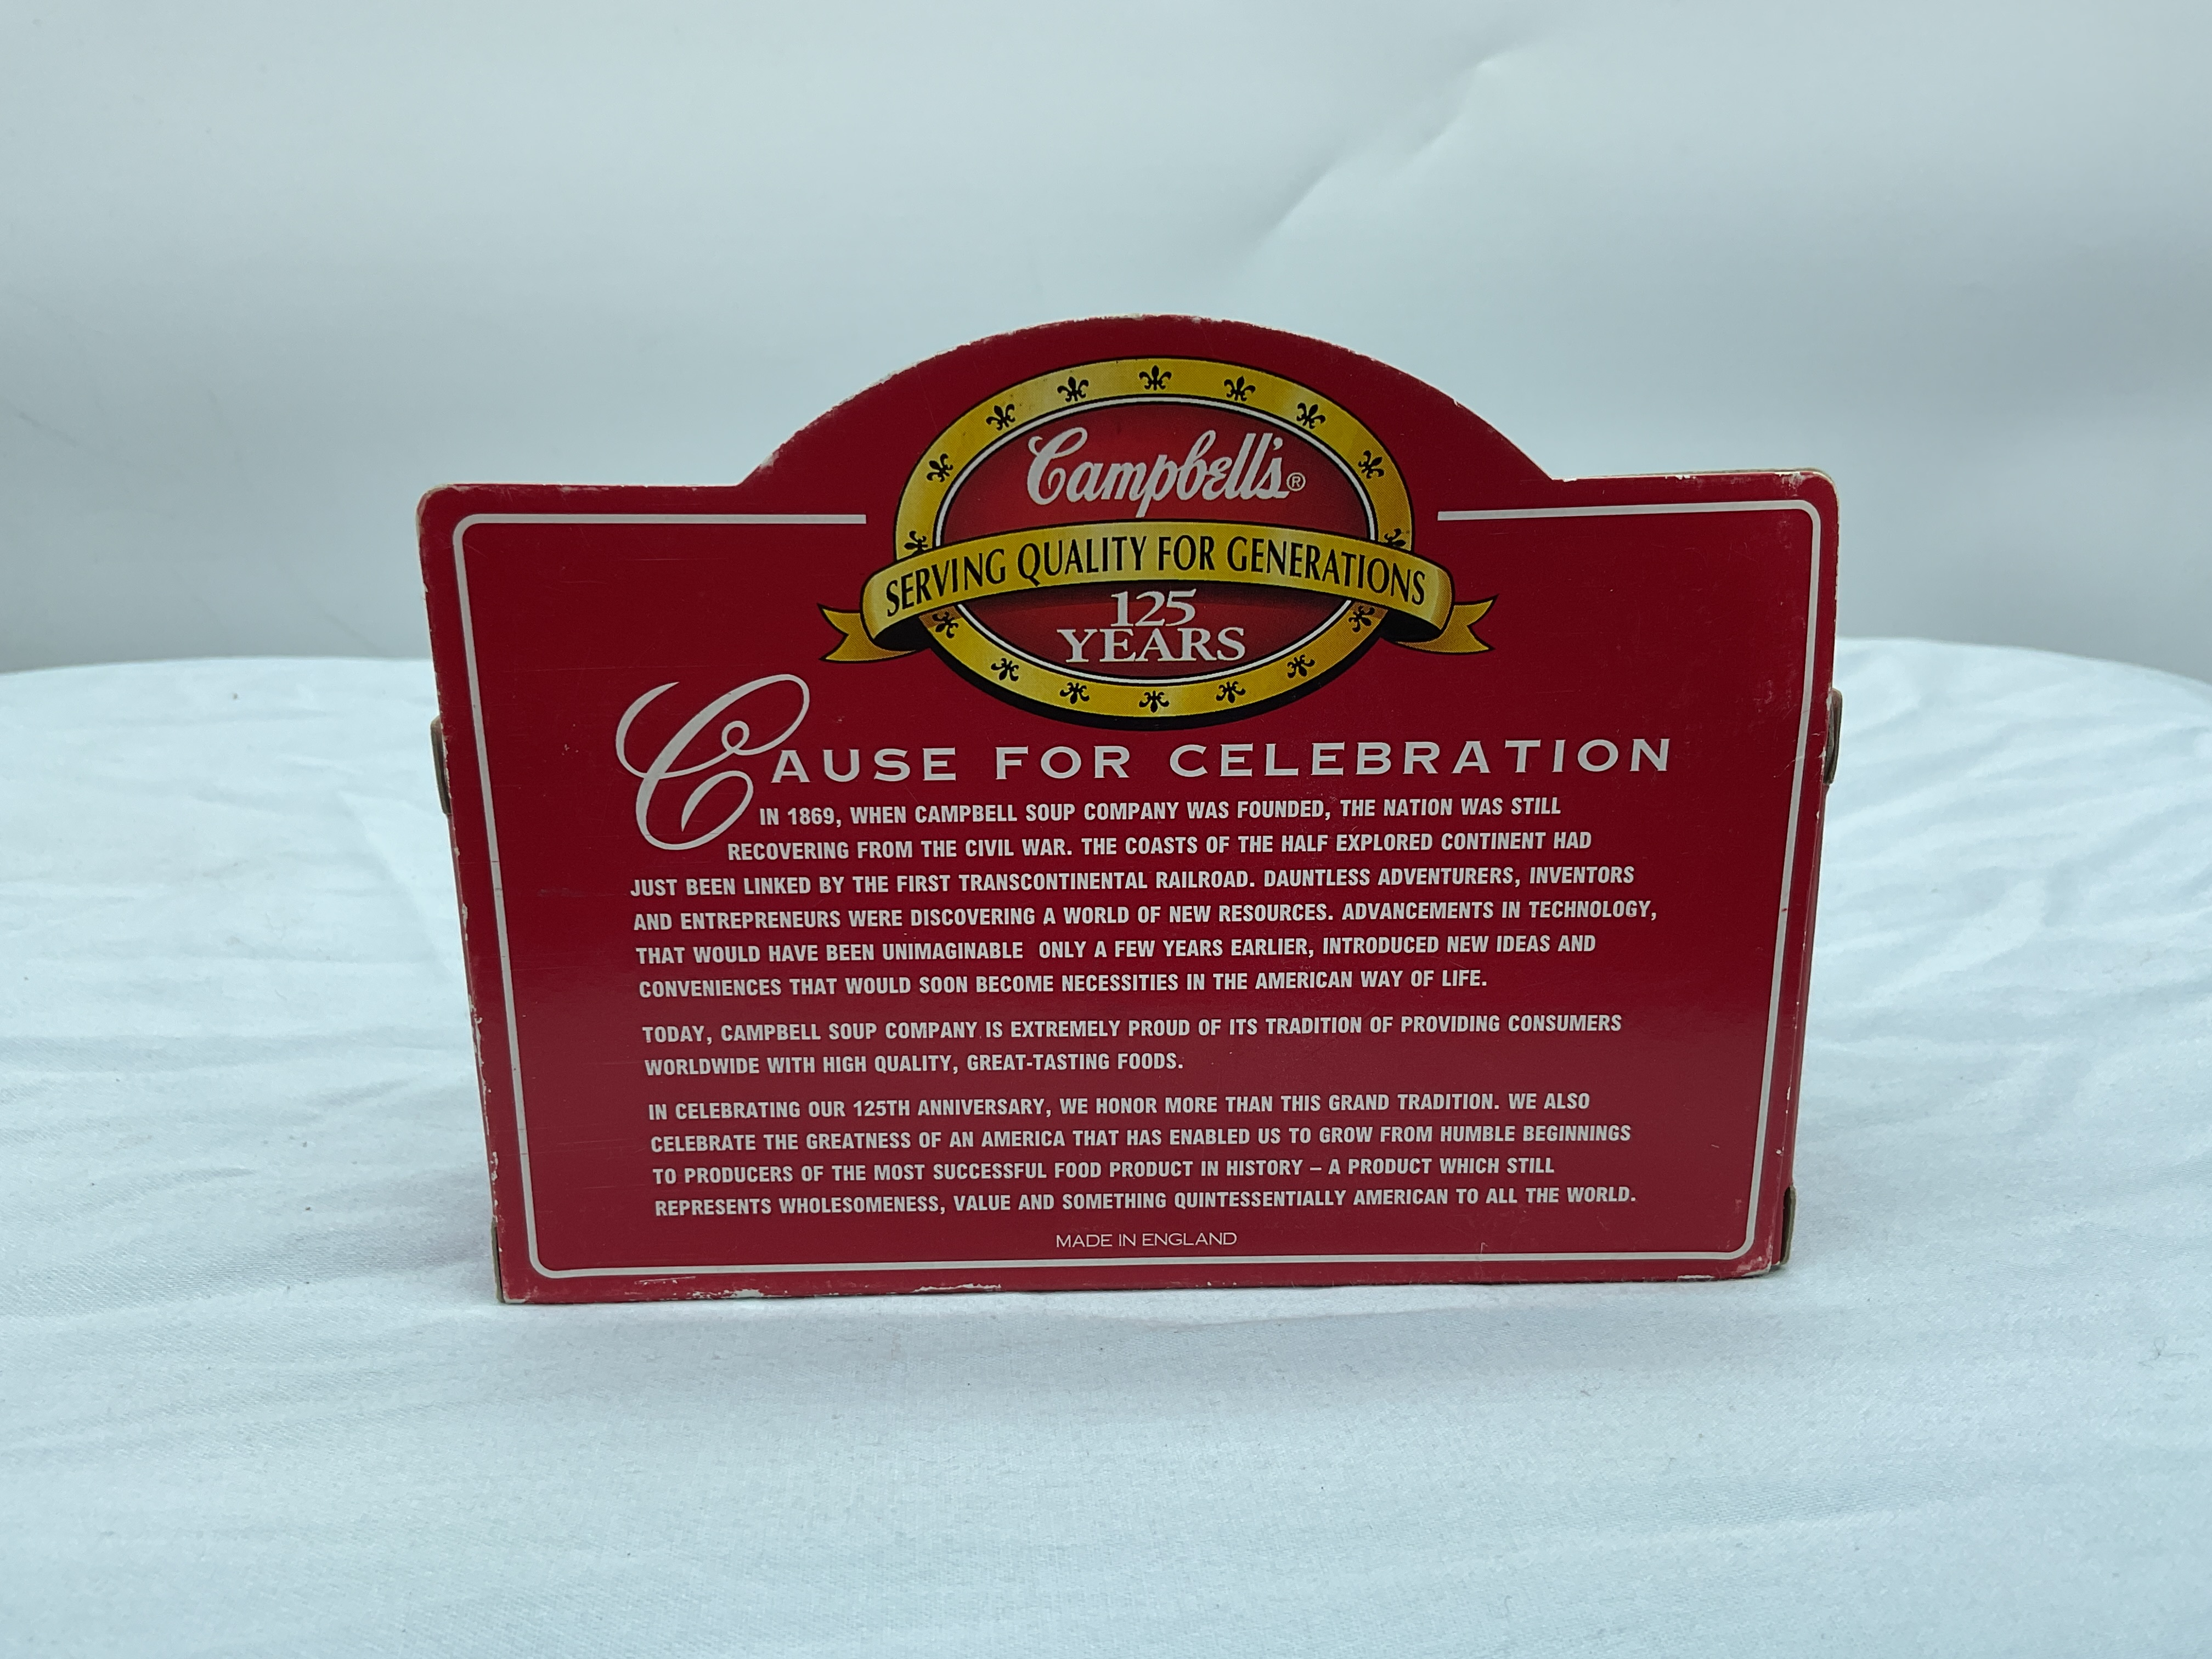 Campbell's®
SERVING QUALITY FOR GENERATIONS
125
YEARS
CAUSE FOR CELEBRATION
IN 1869, WHEN CAMPBELL SOUP COMPANY WAS FOUNDED, THE NATION WAS STILL
RECOVERING FROM THE CIVIL WAR. THE COASTS OF THE HALF EXPLORED CONTINENT HAD
JUST BEEN LINKED BY THE FIRST TRANSCONTINENTAL RAILROAD. DAUNTLESS ADVENTURERS, INVENTORS
AND ENTREPRENEURS WERE DISCOVERING A WORLD OF NEW RESOURCES. ADVANCEMENTS IN TECHNOLOGY,
THAT WOULD HAVE BEEN UNIMAGINABLE ONLY A FEW YEARS EARLIER, INTRODUCED NEW IDEAS AND
CONVENIENCES THAT WOULD SOON BECOME NECESSITIES IN THE AMERICAN WAY OF LIFE.
TODAY, CAMPBELL SOUP COMPANY IS EXTREMELY PROUD OF ITS TRADITION OF PROVIDING CONSUMERS
WORLDWIDE WITH HIGH QUALITY, GREAT-TASTING FOODS.
IN CELEBRATING OUR 125TH ANNIVERSARY, WE HONOR MORE THAN THIS GRAND TRADITION. WE ALSO
CELEBRATE THE GREATNESS OF AN AMERICA THAT HAS ENABLED US TO GROW FROM HUMBLE BEGINNINGS
TO PRODUCERS OF THE MOST SUCCESSFUL FOOD PRODUCT IN HISTORY – A PRODUCT WHICH STILL
REPRESENTS WHOLESOMENESS, VALUE AND SOMETHING QUINTESSENTIALLY AMERICAN TO ALL THE WORLD.
MADE IN ENGLAND